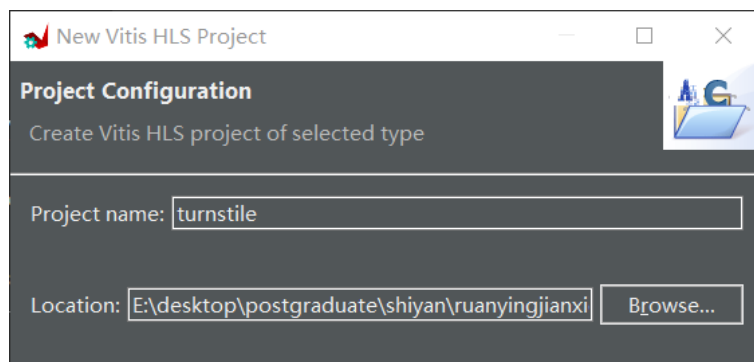 New Vitis HLS Project
Project Configuration
Create Vitis HLS project of selected type
Project name: turnstile
Location: E:\desktop\postgraduate\shiyan\ruanyingjianxi Browse...